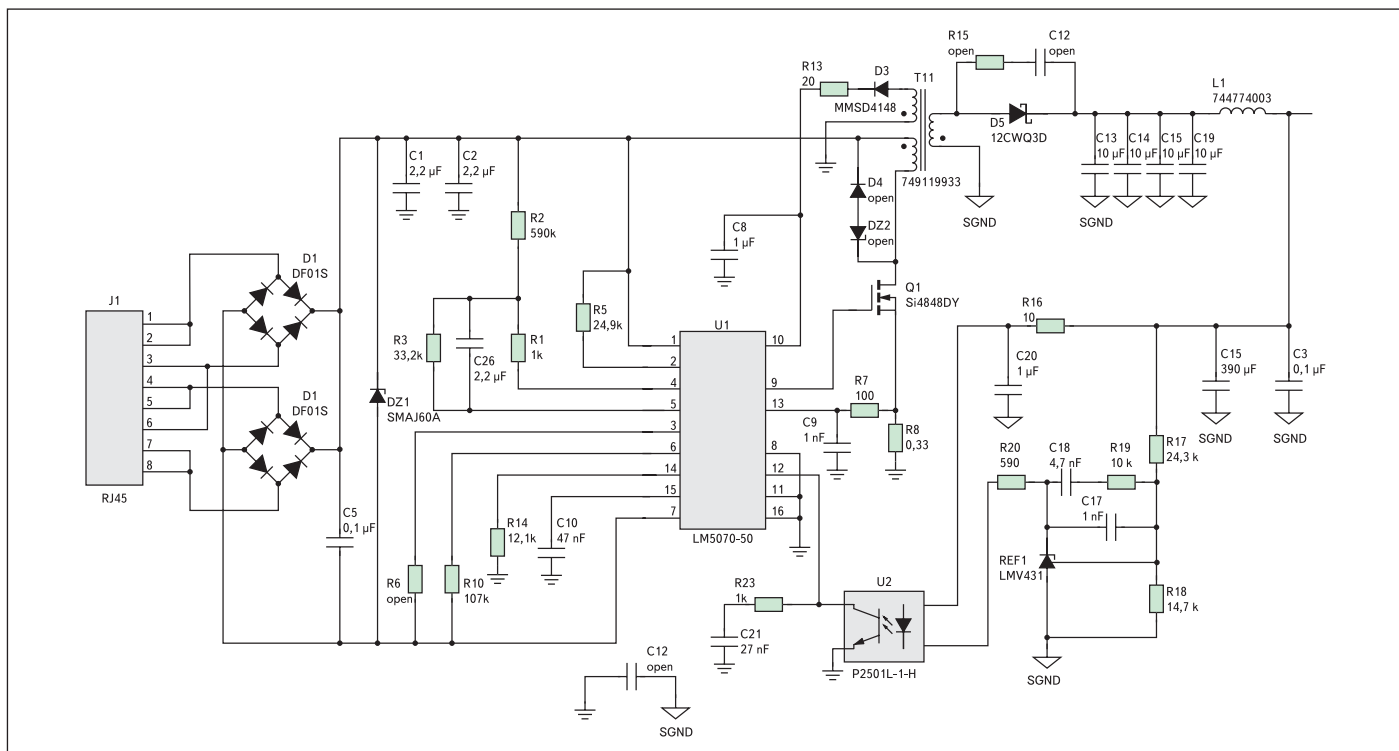 R15
open
C12
open
L1
744774003
R13
20
D3
MMSD4148
T11
D5
12CWQ3D
C13
10 µF
C14
10 µF
C15
10 µF
C19
10 µF
SGND
SGND
749119933
C1
2,2 µF
C2
2,2 µF
D4
open
DZ2
open
R2
590k
C8
1 µF
Q1
Si4848DY
J1
1
2
3
4
5
6
7
8
RJ45
D1
DF01S
D1
DF01S
R3
33,2k
C26
2,2 µF
R1
1k
R5
24,9k
DZ1
SMAJ60A
U1
1
2
4
5
3
6
14
15
7
10
9
13
8
12
11
16
LM5070-50
R7
100
R8
0,33
C9
1 nF
R16
10
C20
1 µF
C15
390 µF
C3
0,1 µF
SGND
SGND
R17
24,3 k
R20
590
C18
4,7 nF
R19
10 k
C17
1 nF
REF1
LMV431
R18
14,7 k
SGND
C5
0,1 µF
R14
12,1k
C10
47 nF
R6
open
R10
107k
R23
1k
C21
27 nF
U2
P2501L-1-H
C12
open
SGND